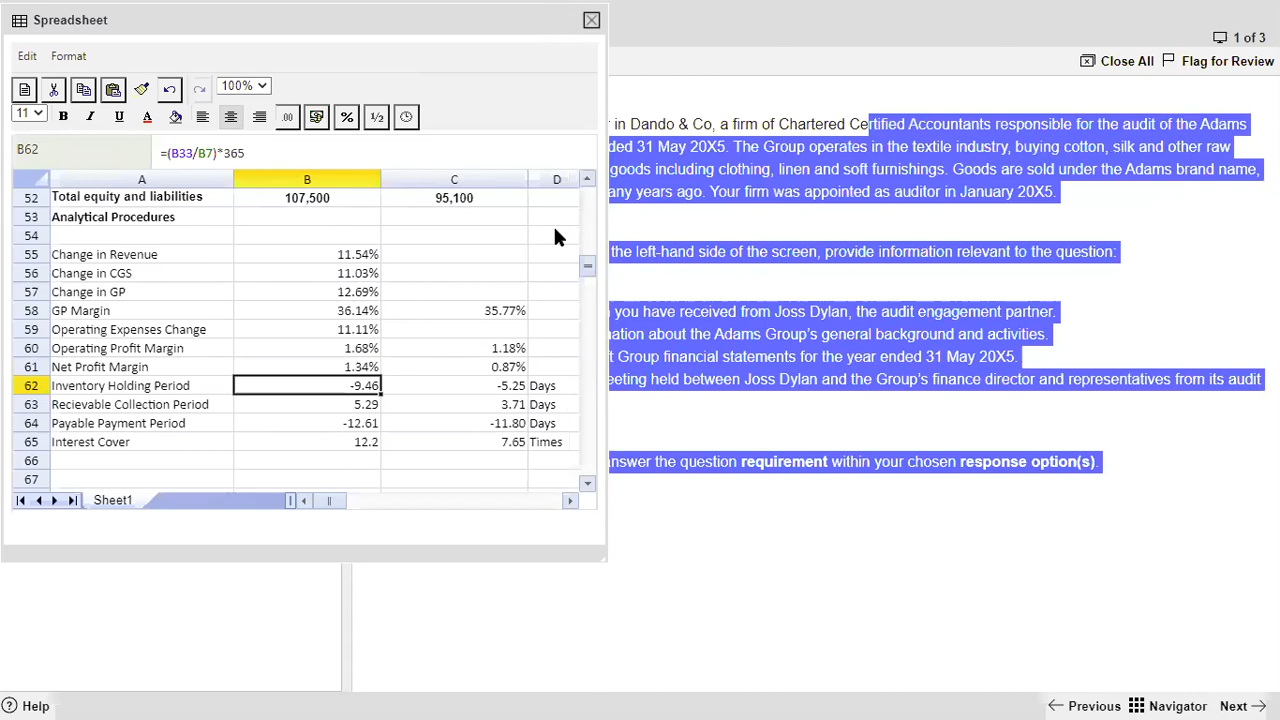 Spreadsheet
1 of 3
Edit Format
Close All Flag for Review
100%
11 B I U A .00 % ½
B62 =(B33/B7)*365
r in Dando & Co, a firm of Chartered Certified Accountants responsible for the audit of the Adams
ded 31 May 20X5. The Group operates in the textile industry, buying cotton, silk and other raw
goods including clothing, linen and soft furnishings. Goods are sold under the Adams brand name,
any years ago. Your firm was appointed as auditor in January 20X5.
the left-hand side of the screen, provide information relevant to the question:
you have received from Joss Dylan, the audit engagement partner.
nation about the Adams Group's general background and activities.
t Group financial statements for the year ended 31 May 20X5.
eeting held between Joss Dylan and the Group's finance director and representatives from its audit
answer the question requirement within your chosen response option(s).
A B C D
52 Total equity and liabilities 107,500 95,100
53 Analytical Procedures
54
55 Change in Revenue 11.54%
56 Change in CGS 11.03%
57 Change in GP 12.69%
58 GP Margin 36.14% 35.77%
59 Operating Expenses Change 11.11%
60 Operating Profit Margin 1.68% 1.18%
61 Net Profit Margin 1.34% 0.87%
62 Inventory Holding Period -9.46 -5.25 Days
63 Recievable Collection Period 5.29 3.71 Days
64 Payable Payment Period -12.61 -11.80 Days
65 Interest Cover 12.2 7.65 Times
66
67
Sheet1
Help
Previous Navigator Next